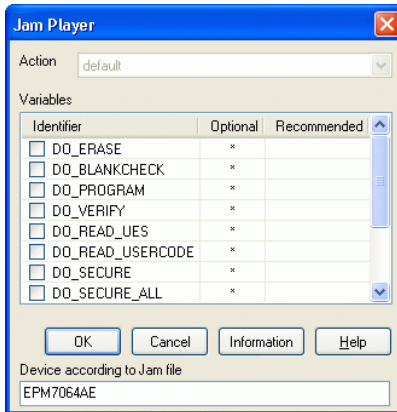 Jam Player
Action default
Variables
Identifier Optional Recommended
DO_ERASE *
DO_BLANKCHECK *
DO_PROGRAM *
DO_VERIFY *
DO_READ_UES *
DO_READ_USERCODE *
DO_SECURE *
DO_SECURE_ALL *
OK Cancel Information Help
Device according to Jam file
EPM7064AE